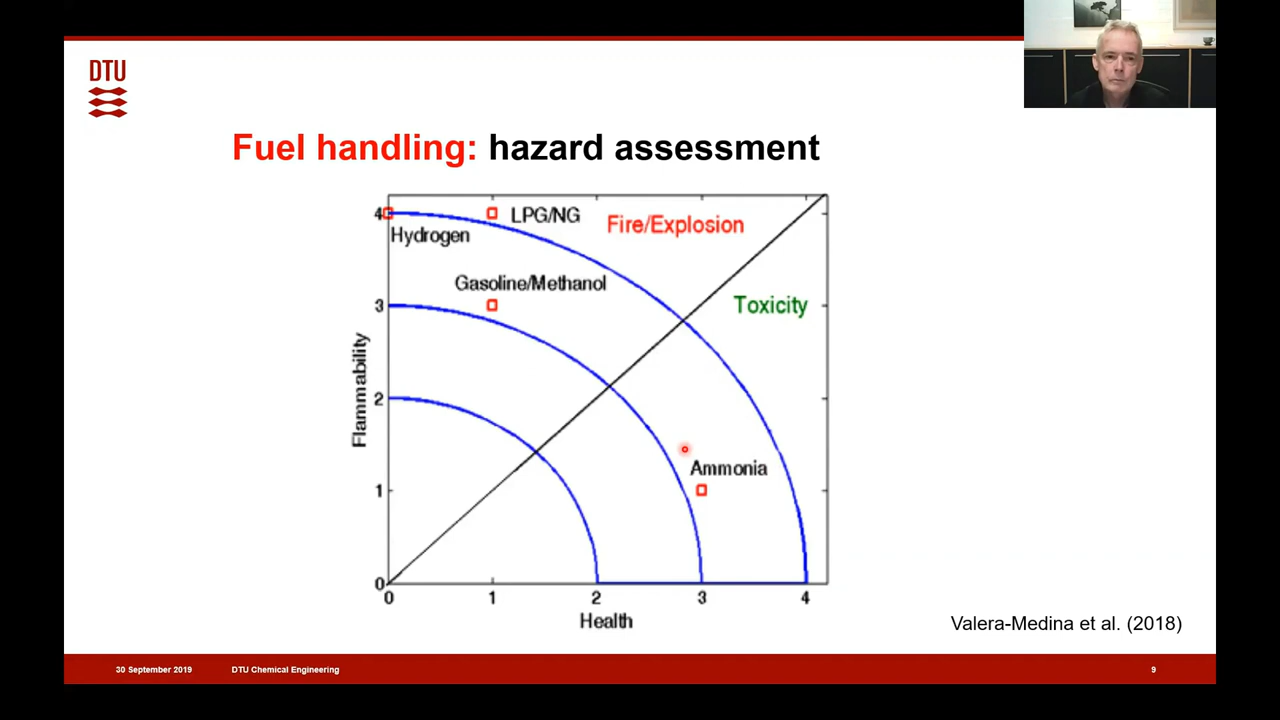 DTU
Fuel handling: hazard assessment
4
LPG/NG
Fire/Explosion
Hydrogen
Gasoline/Methanol
3
Toxicity
Flammability
2
Ammonia
1
0
0 1 2 3 4
Health
Valera-Medina et al. (2018)
30 September 2019 DTU Chemical Engineering 9